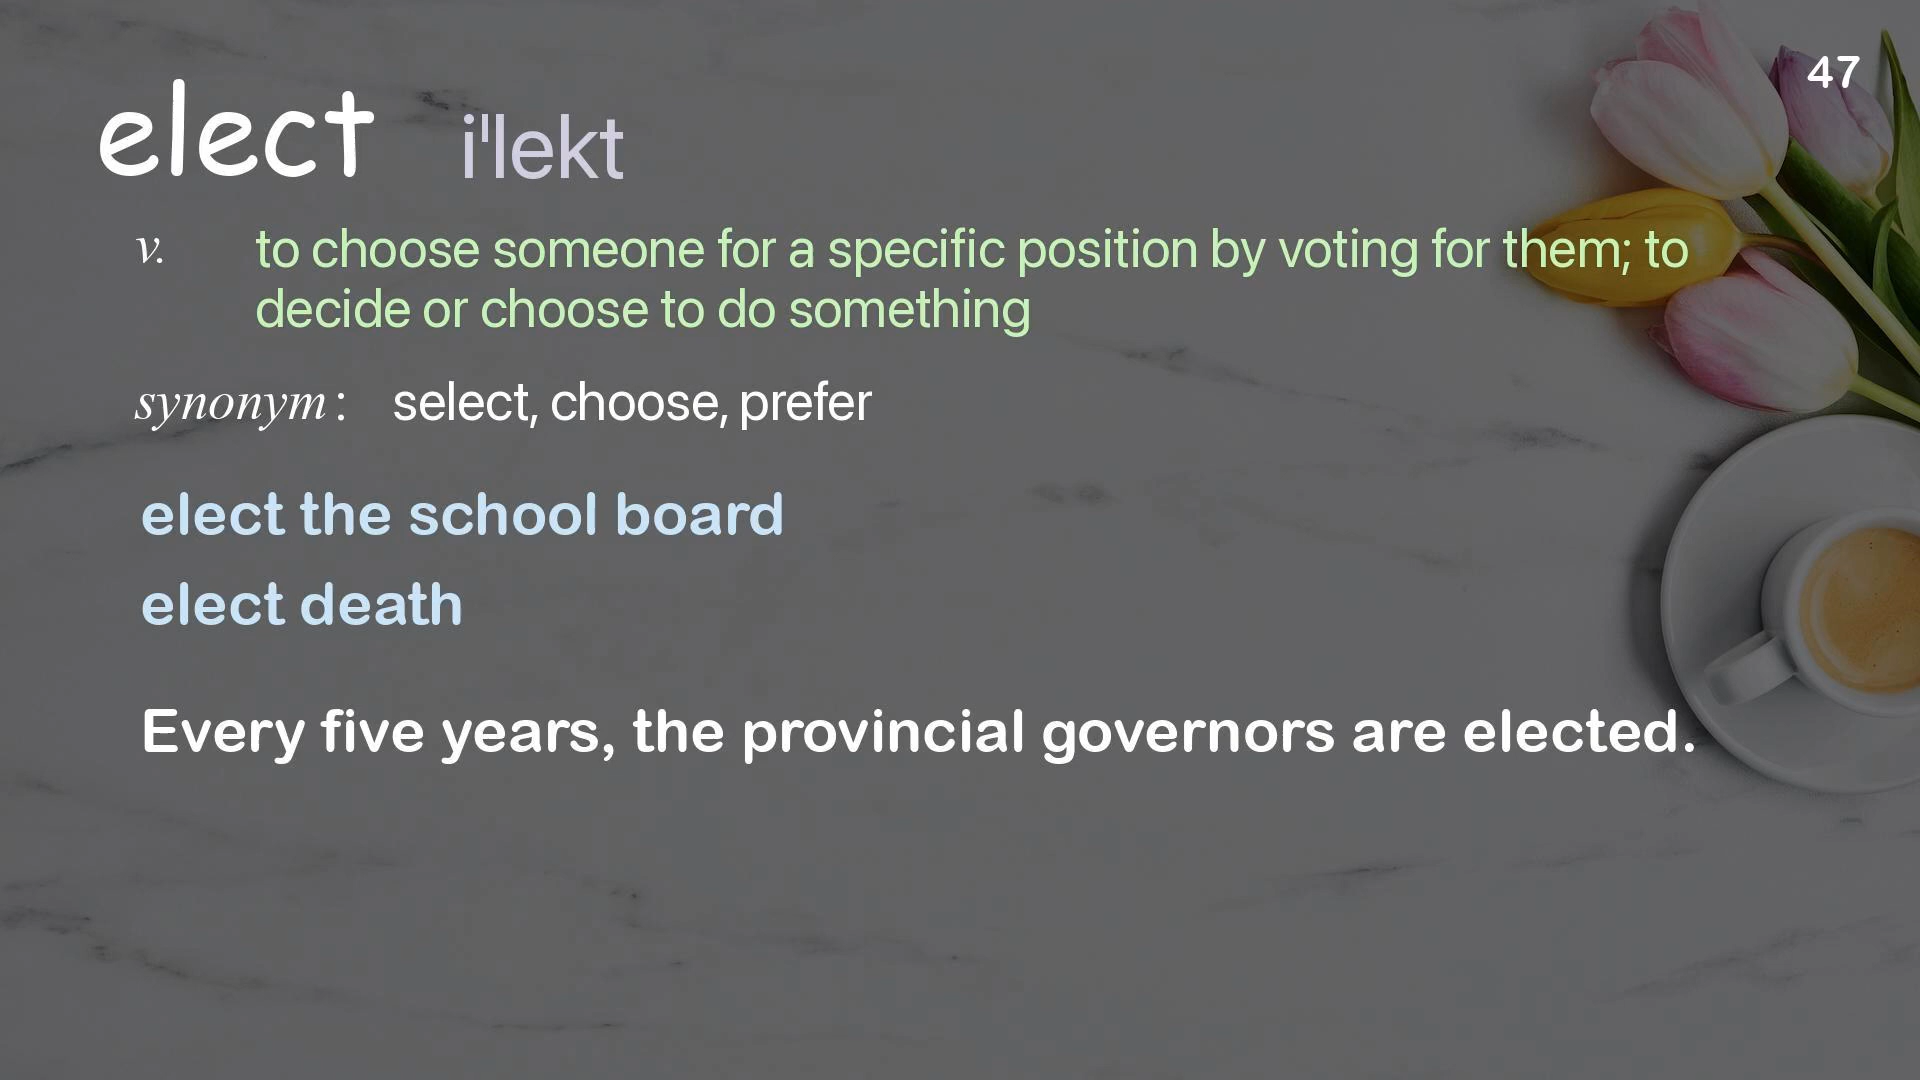 47
elect iˈlekt
v. to choose someone for a specific position by voting for them; to
decide or choose to do something
synonym : select, choose, prefer
elect the school board
elect death
Every five years, the provincial governors are elected.